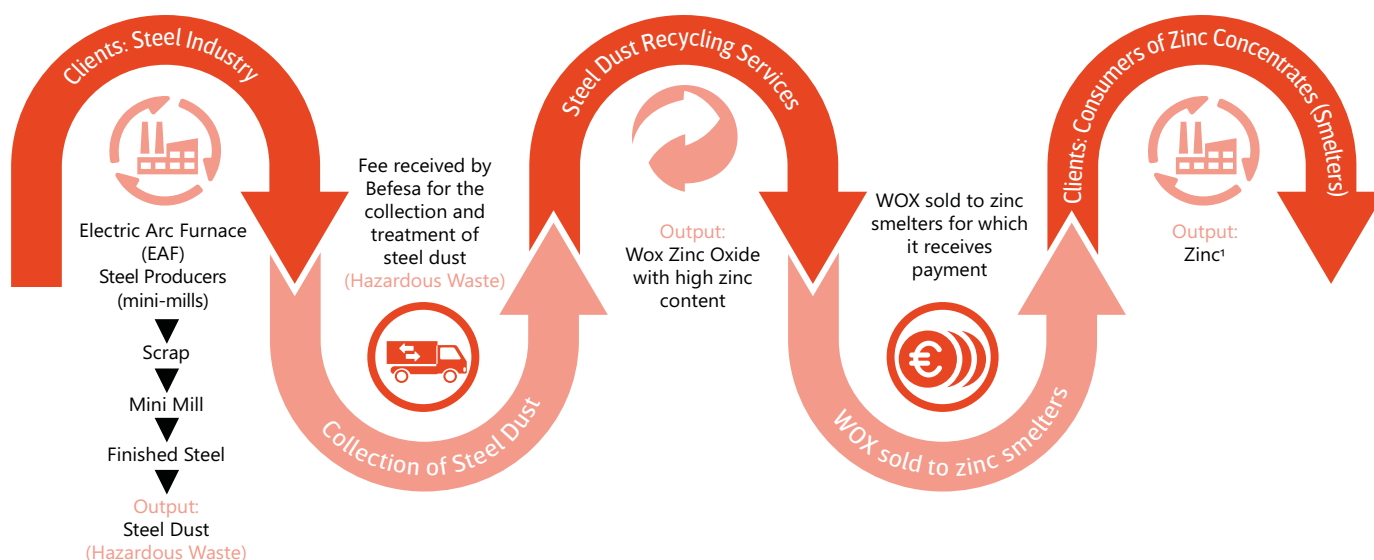 Clients: Steel Industry
Electric Arc Furnace
(EAF)
Steel Producers
(mini-mills)
Scrap
Mini Mill
Finished Steel
Output:
Steel Dust
(Hazardous Waste)
Fee received by
Befesa for the
collection and
treatment of
steel dust
(Hazardous Waste)
Collection of Steel Dust
Steel Dust Recycling Services
Output:
Wox Zinc Oxide
with high zinc
content
WOX sold to zinc
smelters for which
it receives
payment
€
WOX sold to zinc smelters
Clients: Consumers of Zinc Concentrates (Smelters)
Output:
Zinc¹